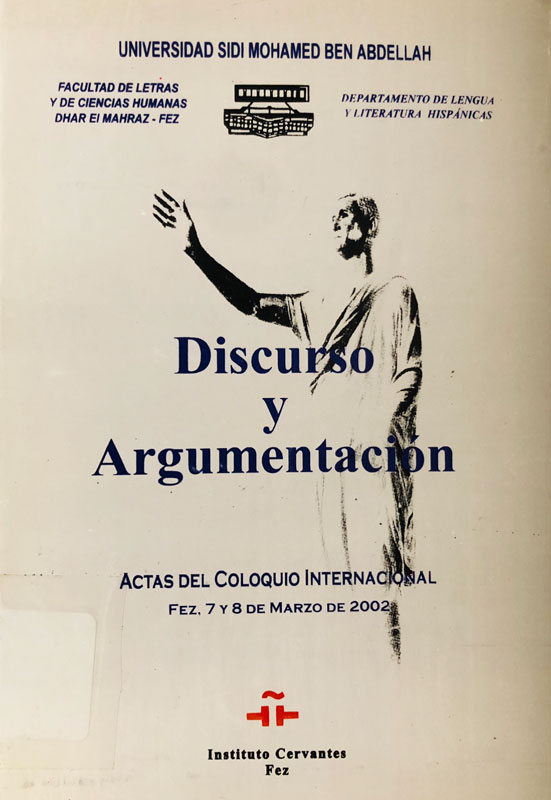 UNIVERSIDAD SIDI MOHAMED BEN ABDELLAH
FACULTAD DE LETRAS
Y DE CIENCIAS HUMANAS
DHAR El MAHRAZ - FEZ
DEPARTAMENTO DE LENGUA
Y LITERATURA HISPÁNICAS
Discurso
y
Argumentación
ACTAS DEL COLOQUIO INTERNACIONAL
FEZ, 7 Y 8 DE MARZO DE 2002
Instituto Cervantes
Fez